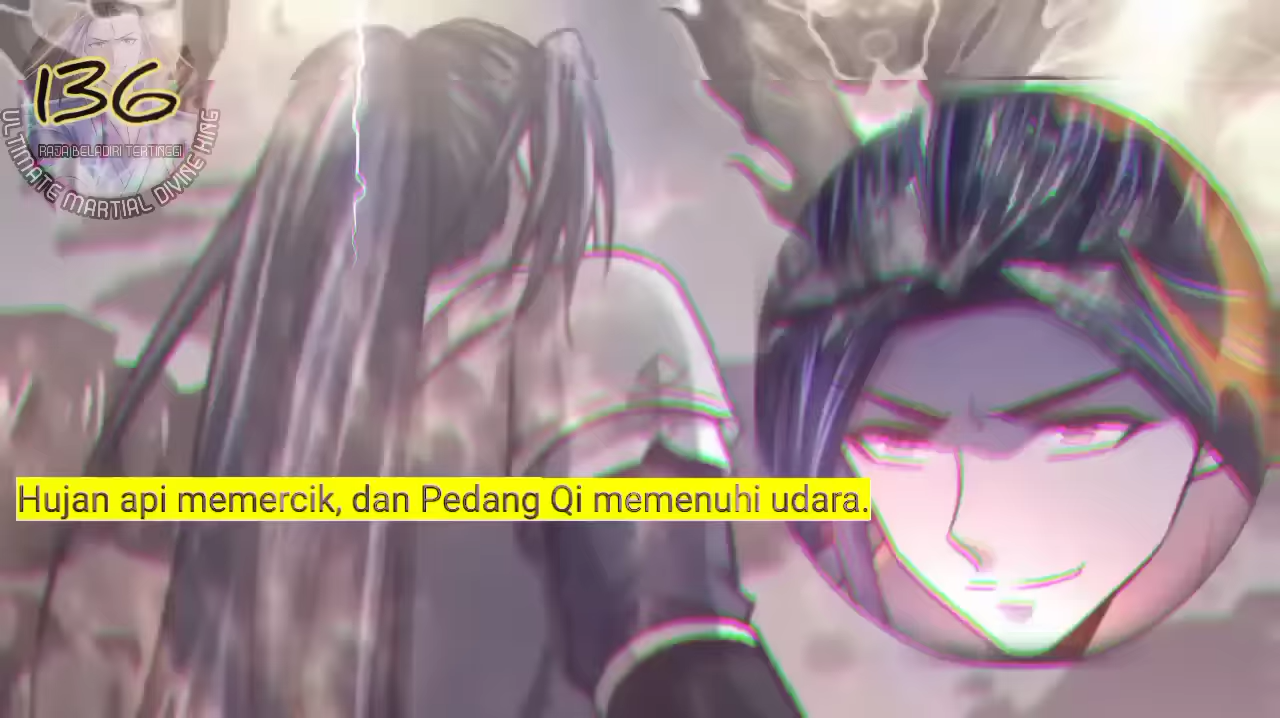 136
RAJA BELADIRI TERTINGGI
ULTIMATE MARTIAL DIVINE KING
Hujan api memercik, dan Pedang Qi memenuhi udara.